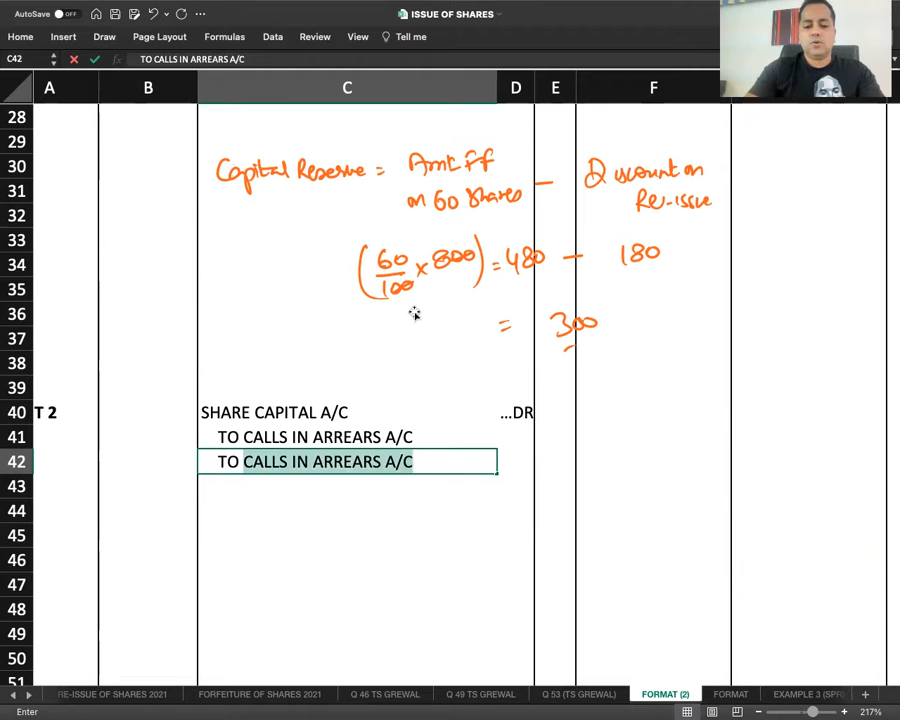 AutoSave OFF
ISSUE OF SHARES
Home Insert Draw Page Layout Formulas Data Review View Tell me
C42 fx TO CALLS IN ARREARS A/C
A B C D E F
28
29
30
31
32
33
34
35
36
37
38
39
40
41
42
43
44
45
46
47
48
49
50
51
Capital Reserve = Amt ff on 60 Shares — Discount on Re-issue
(60/100 × 800) = 480 — 180
= 300
T 2 SHARE CAPITAL A/C ...DR
TO CALLS IN ARREARS A/C
TO CALLS IN ARREARS A/C
RE-ISSUE OF SHARES 2021 FORFEITURE OF SHARES 2021 Q 46 TS GREWAL Q 49 TS GREWAL Q 53 (TS GREWAL) FORMAT (2) FORMAT EXAMPLE 3 (SPR
Enter 217%